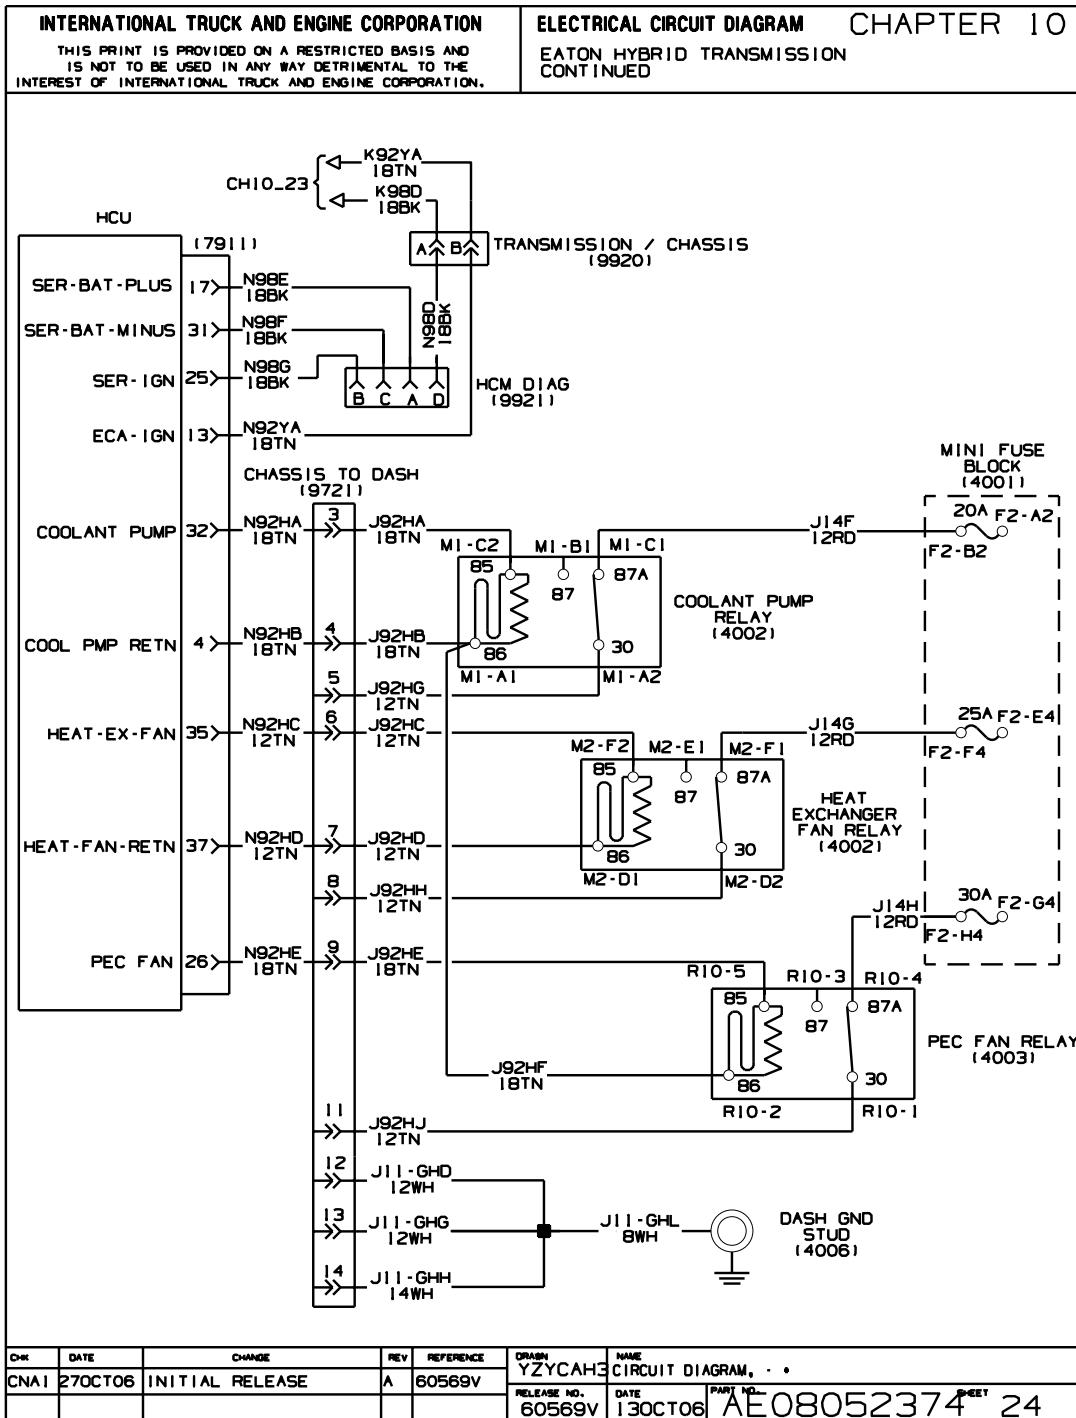 INTERNATIONAL TRUCK AND ENGINE CORPORATION
THIS PRINT IS PROVIDED ON A RESTRICTED BASIS AND
IS NOT TO BE USED IN ANY WAY DETRIMENTAL TO THE
INTEREST OF INTERNATIONAL TRUCK AND ENGINE CORPORATION.
ELECTRICAL CIRCUIT DIAGRAM CHAPTER 10
EATON HYBRID TRANSMISSION
CONTINUED
CH10_23
K92YA
18TN
K98D
18BK
HCU
(7911)
A B
TRANSMISSION / CHASSIS
(9920)
SER-BAT-PLUS 17
N98E
18BK
N98D
18BK
SER-BAT-MINUS 31
N98F
18BK
SER-IGN 25
N98G
18BK
B C A D
HCM DIAG
(9921)
ECA-IGN 13
N92YA
18TN
CHASSIS TO DASH
(9721)
MINI FUSE
BLOCK
(4001)
COOLANT PUMP 32
N92HA
18TN
3
J92HA
18TN
J14F
12RD
20A F2-A2
F2-B2
M1-C2 M1-B1 M1-C1
85 87 87A
86 30
M1-A1 M1-A2
COOLANT PUMP
RELAY
(4002)
COOL PMP RETN 4
N92HB
18TN
4
J92HB
18TN
5
J92HG
12TN
HEAT-EX-FAN 35
N92HC
12TN
6
J92HC
12TN
J14G
12RD
25A F2-E4
F2-F4
M2-F2 M2-E1 M2-F1
85 87 87A
86 30
M2-D1 M2-D2
HEAT
EXCHANGER
FAN RELAY
(4002)
HEAT-FAN-RETN 37
N92HD
12TN
7
J92HD
12TN
8
J92HH
12TN
J14H
12RD
30A F2-G4
F2-H4
PEC FAN 26
N92HE
18TN
9
J92HE
18TN
R10-5 R10-3 R10-4
85 87 87A
86 30
R10-2 R10-1
PEC FAN RELAY
(4003)
J92HF
18TN
11
J92HJ
12TN
12
J11-GHD
12WH
13
J11-GHG
12WH
J11-GHL
8WH
DASH GND
STUD
(4006)
14
J11-GHH
14WH
CHK DATE CHANGE REV REFERENCE
CNA1 27OCT06 INITIAL RELEASE A 60569V
DRAWN
YZYCAH3
NAME
CIRCUIT DIAGRAM,
RELEASE NO.
60569V
DATE
13OCT06
PART NO.
AE08052374
SHEET
24